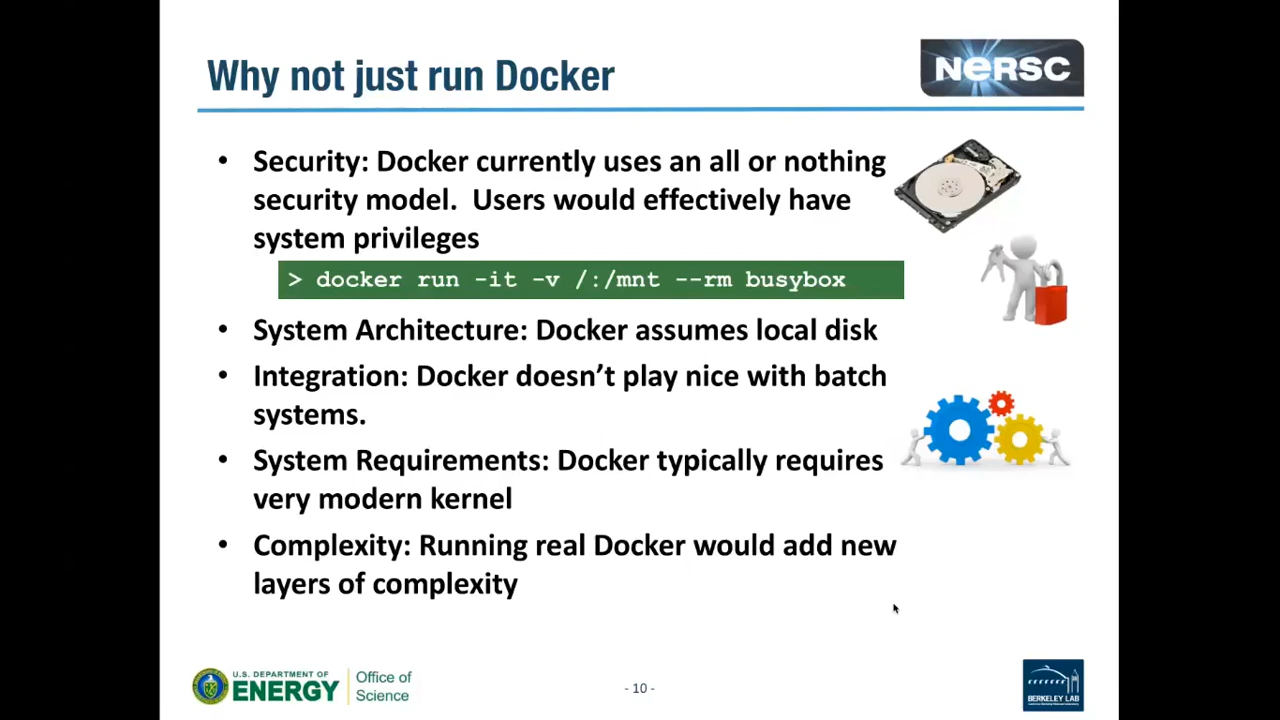 Why not just run Docker
NERSC
• Security: Docker currently uses an all or nothing
security model. Users would effectively have
system privileges
> docker run -it -v /:/mnt --rm busybox
• System Architecture: Docker assumes local disk
• Integration: Docker doesn’t play nice with batch
systems.
• System Requirements: Docker typically requires
very modern kernel
• Complexity: Running real Docker would add new
layers of complexity
U.S. DEPARTMENT OF
ENERGY
Office of
Science
- 10 -
BERKELEY LAB